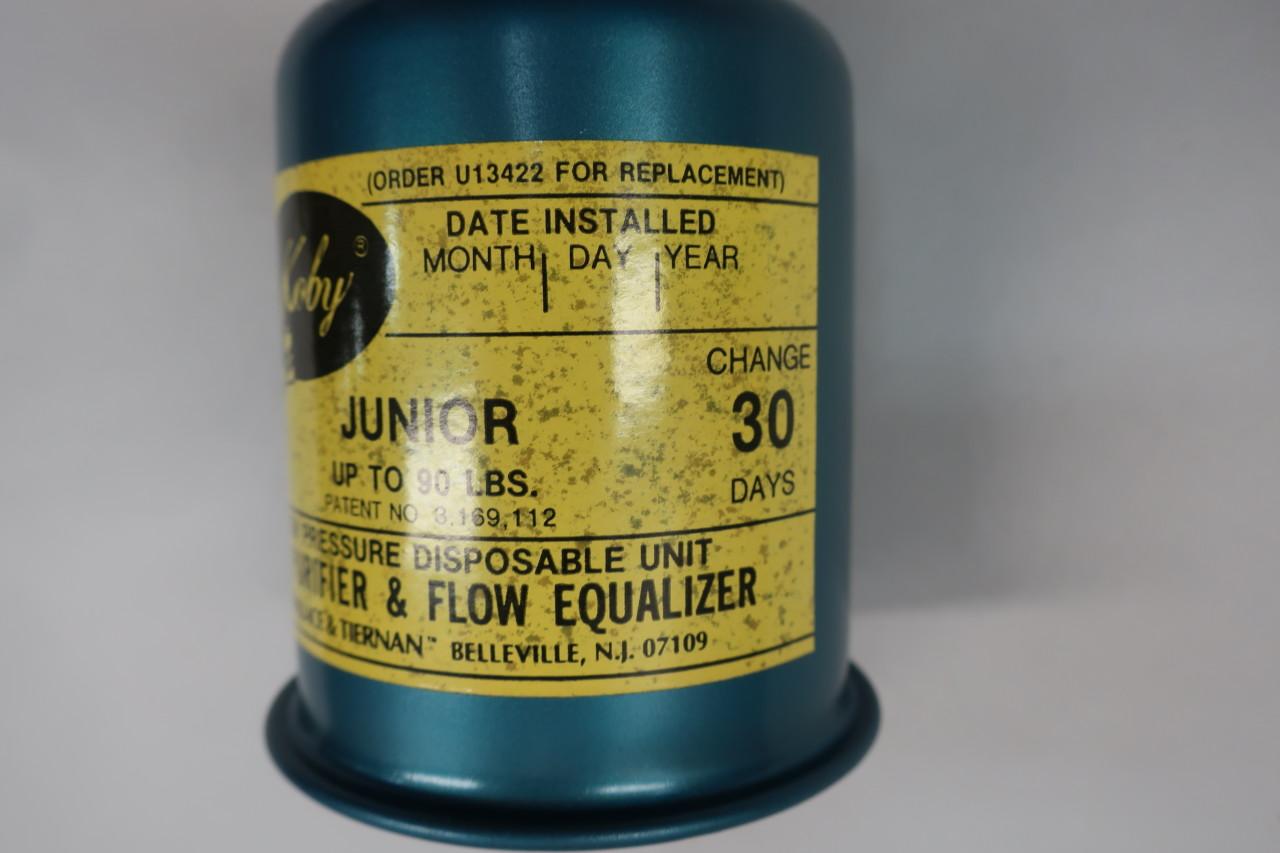 (ORDER U13422 FOR REPLACEMENT)
DATE INSTALLED
MONTH DAY YEAR
Koby®
CHANGE
30
DAYS
JUNIOR
UP TO 90 LBS.
PATENT NO. 3,169,112
PRESSURE DISPOSABLE UNIT
& FLOW EQUALIZER
& TIERNAN™ BELLEVILLE, N.J. 07109